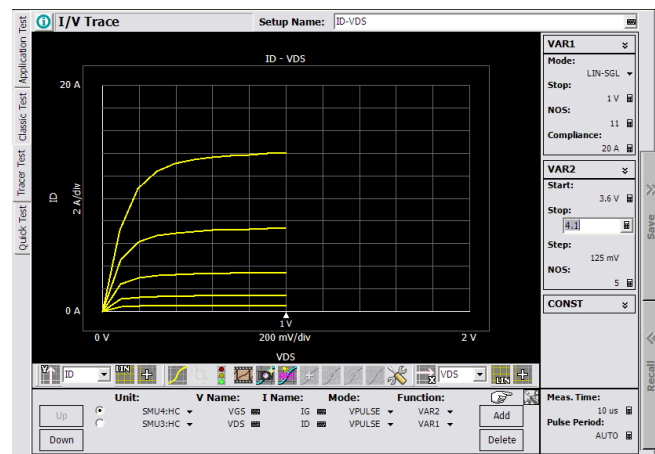 I/V Trace
Setup Name: ID-VDS
Application Test
Classic Test
Tracer Test
Quick Test
ID - VDS
20 A
ID
2 A/div
0 A
1 V
0 V
200 mV/div
2 V
VDS
VAR1
Mode:
LIN-SGL
Stop:
1 V
NOS:
11
Compliance:
20 A
VAR2
Start:
3.6 V
Stop:
4.1
Step:
125 mV
NOS:
5
CONST
Save
Recall
Y ID LIN X VDS LIN
Unit: V Name: I Name: Mode: Function:
Up SMU4:HC VGS IG VPULSE VAR2 Add
Down SMU3:HC VDS ID VPULSE VAR1 Delete
Meas. Time:
10 us
Pulse Period:
AUTO